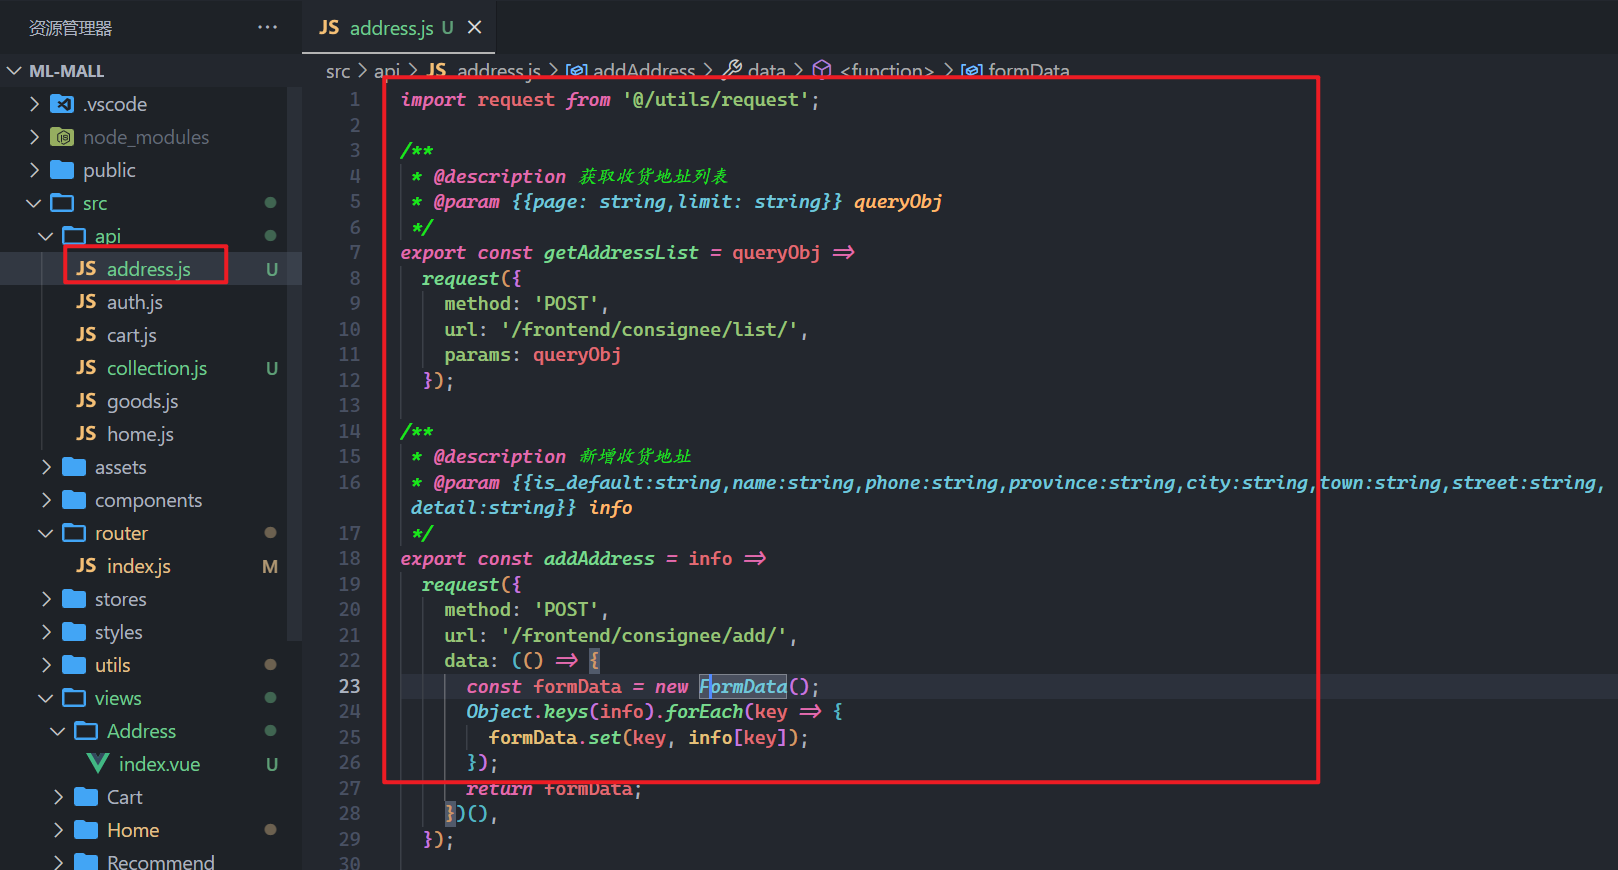 资源管理器 ···
ML-MALL
.vscode
node_modules
public
src
api
JS address.js U
JS auth.js
JS cart.js
JS collection.js U
JS goods.js
JS home.js
assets
components
router
JS index.js M
stores
styles
utils
views
Address
index.vue U
Cart
Home
Recommend
JS address.js U ×
src > api > JS address.js > addAddress > data > <function> > formData
1 import request from '@/utils/request';
2
3 /**
4 * @description 获取收货地址列表
5 * @param {{page: string,limit: string}} queryObj
6 */
7 export const getAddressList = queryObj =>
8 request({
9 method: 'POST',
10 url: '/frontend/consignee/list/',
11 params: queryObj
12 });
13
14 /**
15 * @description 新增收货地址
16 * @param {{is_default:string,name:string,phone:string,province:string,city:string,town:string,street:string,
detail:string}} info
17 */
18 export const addAddress = info =>
19 request({
20 method: 'POST',
21 url: '/frontend/consignee/add/',
22 data: (() => {
23 const formData = new FormData();
24 Object.keys(info).forEach(key => {
25 formData.set(key, info[key]);
26 });
27 return formData;
28 })(),
29 });
30